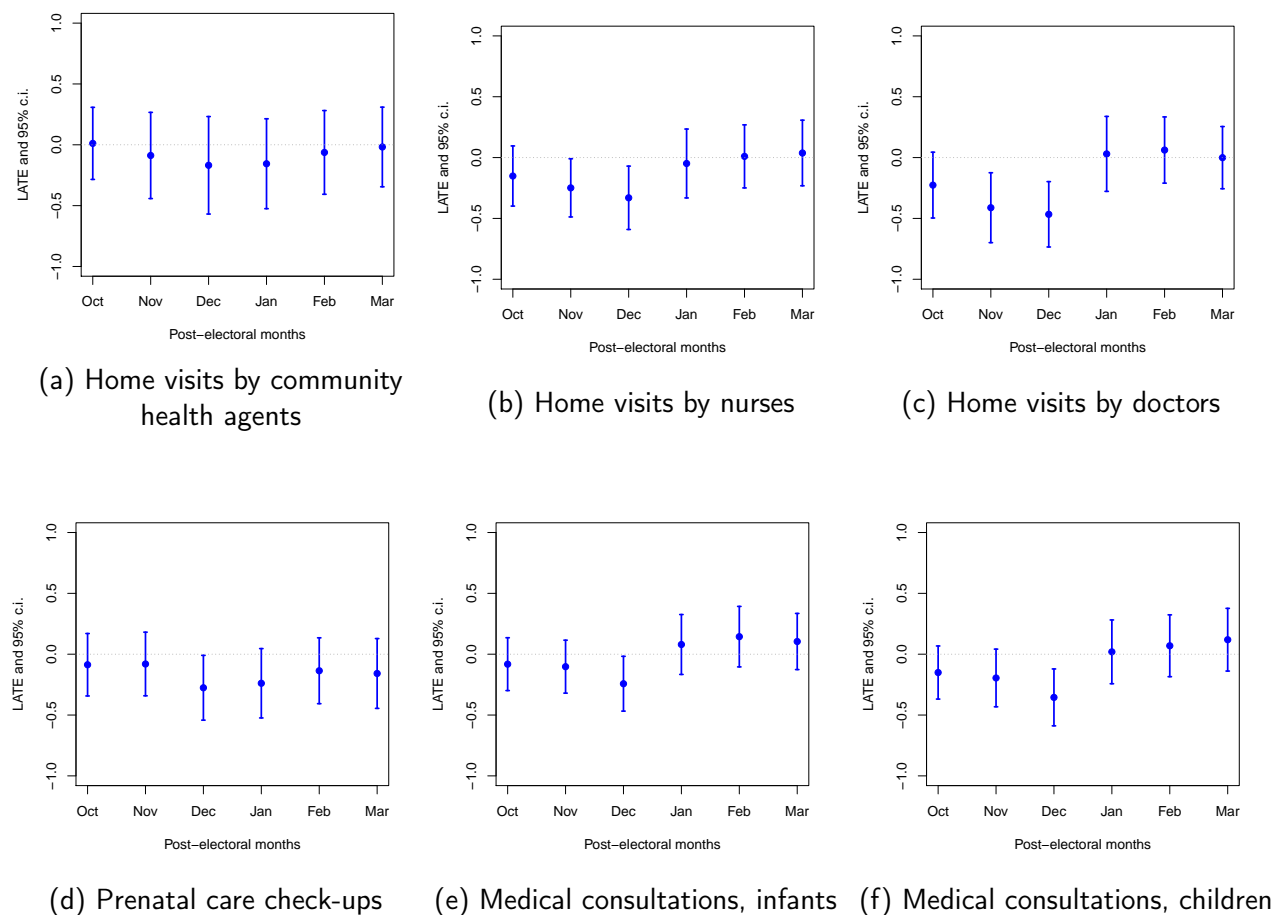 LATE and 95% c.i.
1.0
0.5
0.0
−0.5
−1.0
Oct Nov Dec Jan Feb Mar
Post−electoral months
(a) Home visits by community
health agents
LATE and 95% c.i.
1.0
0.5
0.0
−0.5
−1.0
Oct Nov Dec Jan Feb Mar
Post−electoral months
(b) Home visits by nurses
LATE and 95% c.i.
1.0
0.5
0.0
−0.5
−1.0
Oct Nov Dec Jan Feb Mar
Post−electoral months
(c) Home visits by doctors
LATE and 95% c.i.
1.0
0.5
0.0
−0.5
−1.0
Oct Nov Dec Jan Feb Mar
Post−electoral months
(d) Prenatal care check-ups
LATE and 95% c.i.
1.0
0.5
0.0
−0.5
−1.0
Oct Nov Dec Jan Feb Mar
Post−electoral months
(e) Medical consultations, infants
LATE and 95% c.i.
1.0
0.5
0.0
−0.5
−1.0
Oct Nov Dec Jan Feb Mar
Post−electoral months
(f) Medical consultations, children